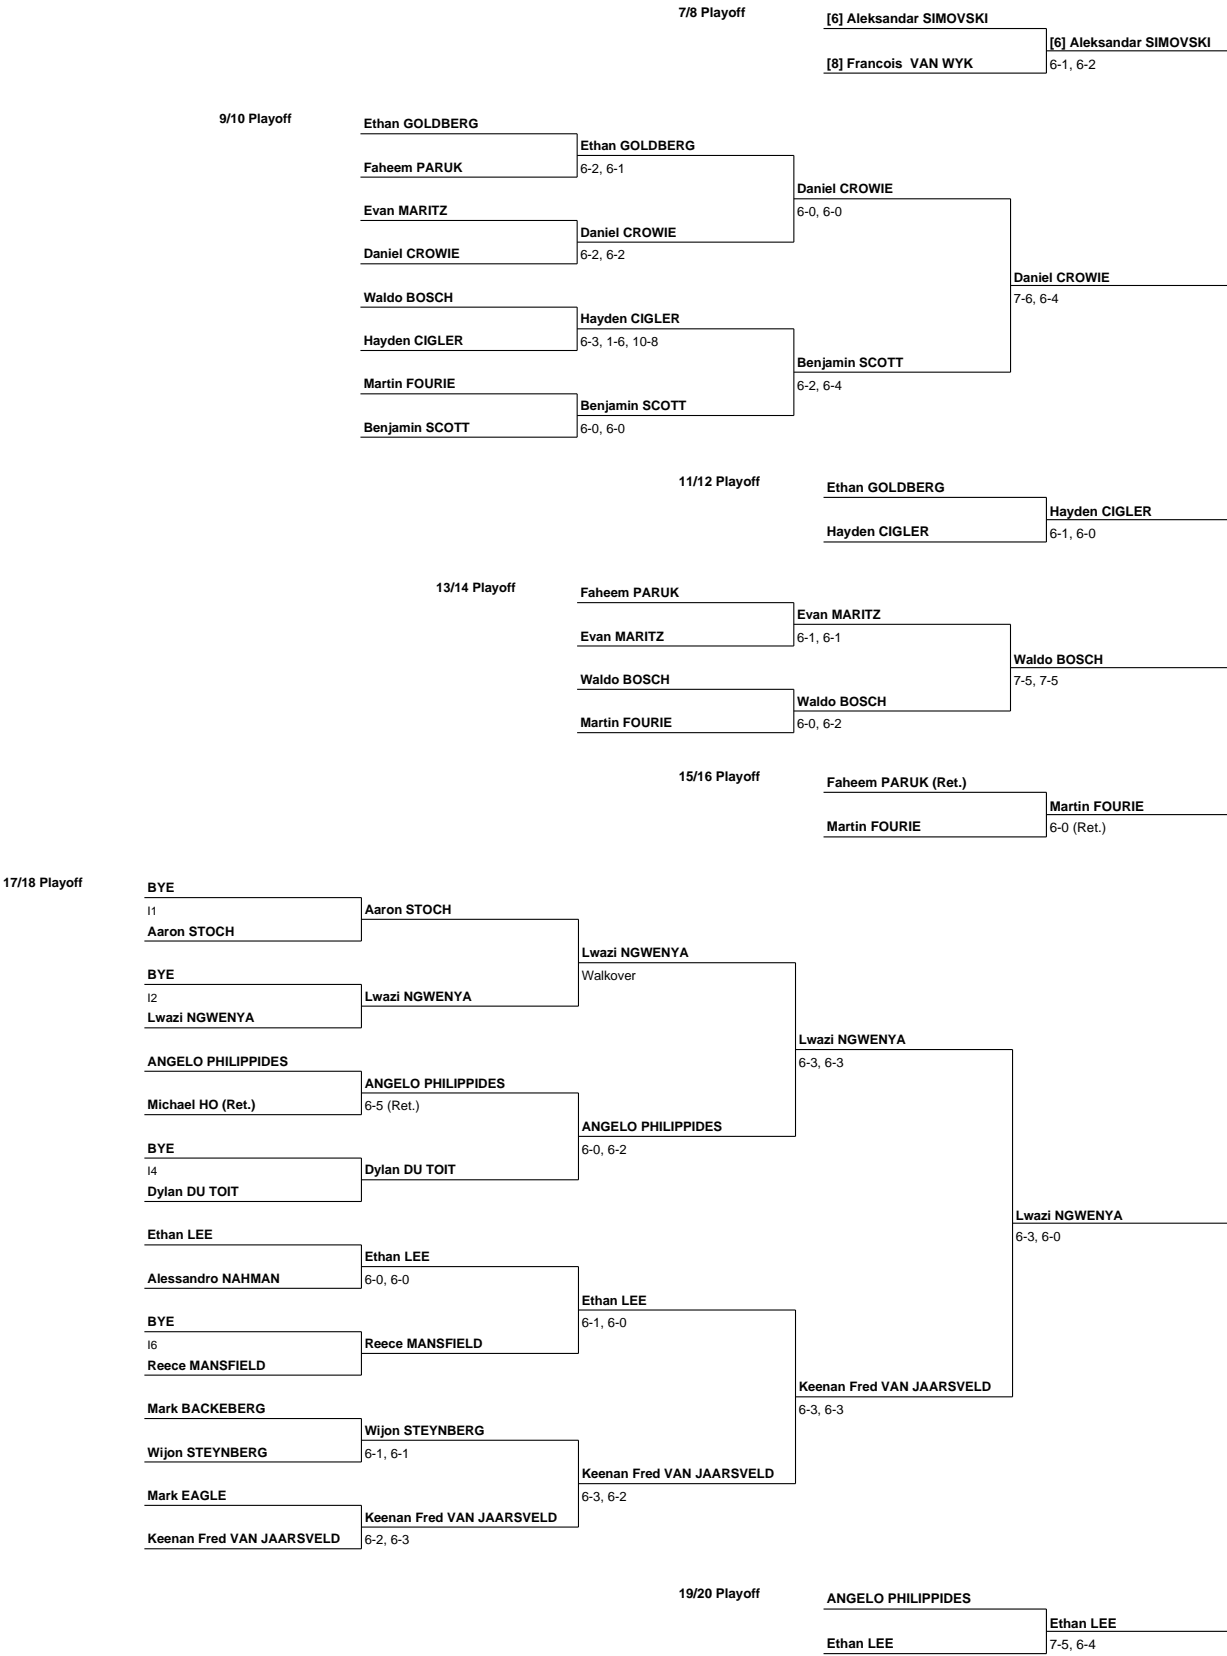 7/8 Playoff
[6] Aleksandar SIMOVSKI
[6] Aleksandar SIMOVSKI
[8] Francois  VAN WYK
6-1, 6-2
9/10 Playoff
Ethan GOLDBERG
Ethan GOLDBERG
Faheem PARUK
6-2, 6-1
Daniel CROWIE
Evan MARITZ
6-0, 6-0
Daniel CROWIE
Daniel CROWIE
6-2, 6-2
Daniel CROWIE
Waldo BOSCH
7-6, 6-4
Hayden CIGLER
Hayden CIGLER
6-3, 1-6, 10-8
Benjamin SCOTT
Martin FOURIE
6-2, 6-4
Benjamin SCOTT
Benjamin SCOTT
6-0, 6-0
11/12 Playoff
Ethan GOLDBERG
Hayden CIGLER
Hayden CIGLER
6-1, 6-0
13/14 Playoff
Faheem PARUK
Evan MARITZ
Evan MARITZ
6-1, 6-1
Waldo BOSCH
Waldo BOSCH
7-5, 7-5
Waldo BOSCH
Martin FOURIE
6-0, 6-2
15/16 Playoff
Faheem PARUK (Ret.)
Martin FOURIE
Martin FOURIE
6-0 (Ret.)
17/18 Playoff
BYE
I1
Aaron STOCH
Aaron STOCH
Lwazi NGWENYA
BYE
Walkover
I2
Lwazi NGWENYA
Lwazi NGWENYA
Lwazi NGWENYA
ANGELO PHILIPPIDES
6-3, 6-3
ANGELO PHILIPPIDES
Michael HO (Ret.)
6-5 (Ret.)
ANGELO PHILIPPIDES
BYE
6-0, 6-2
I4
Dylan DU TOIT
Dylan DU TOIT
Lwazi NGWENYA
Ethan LEE
6-3, 6-0
Ethan LEE
Alessandro NAHMAN
6-0, 6-0
Ethan LEE
BYE
6-1, 6-0
I6
Reece MANSFIELD
Reece MANSFIELD
Keenan Fred VAN JAARSVELD
Mark BACKEBERG
6-3, 6-3
Wijon STEYNBERG
Wijon STEYNBERG
6-1, 6-1
Keenan Fred VAN JAARSVELD
Mark EAGLE
6-3, 6-2
Keenan Fred VAN JAARSVELD
Keenan Fred VAN JAARSVELD
6-2, 6-3
19/20 Playoff
ANGELO PHILIPPIDES
Ethan LEE
Ethan LEE
7-5, 6-4